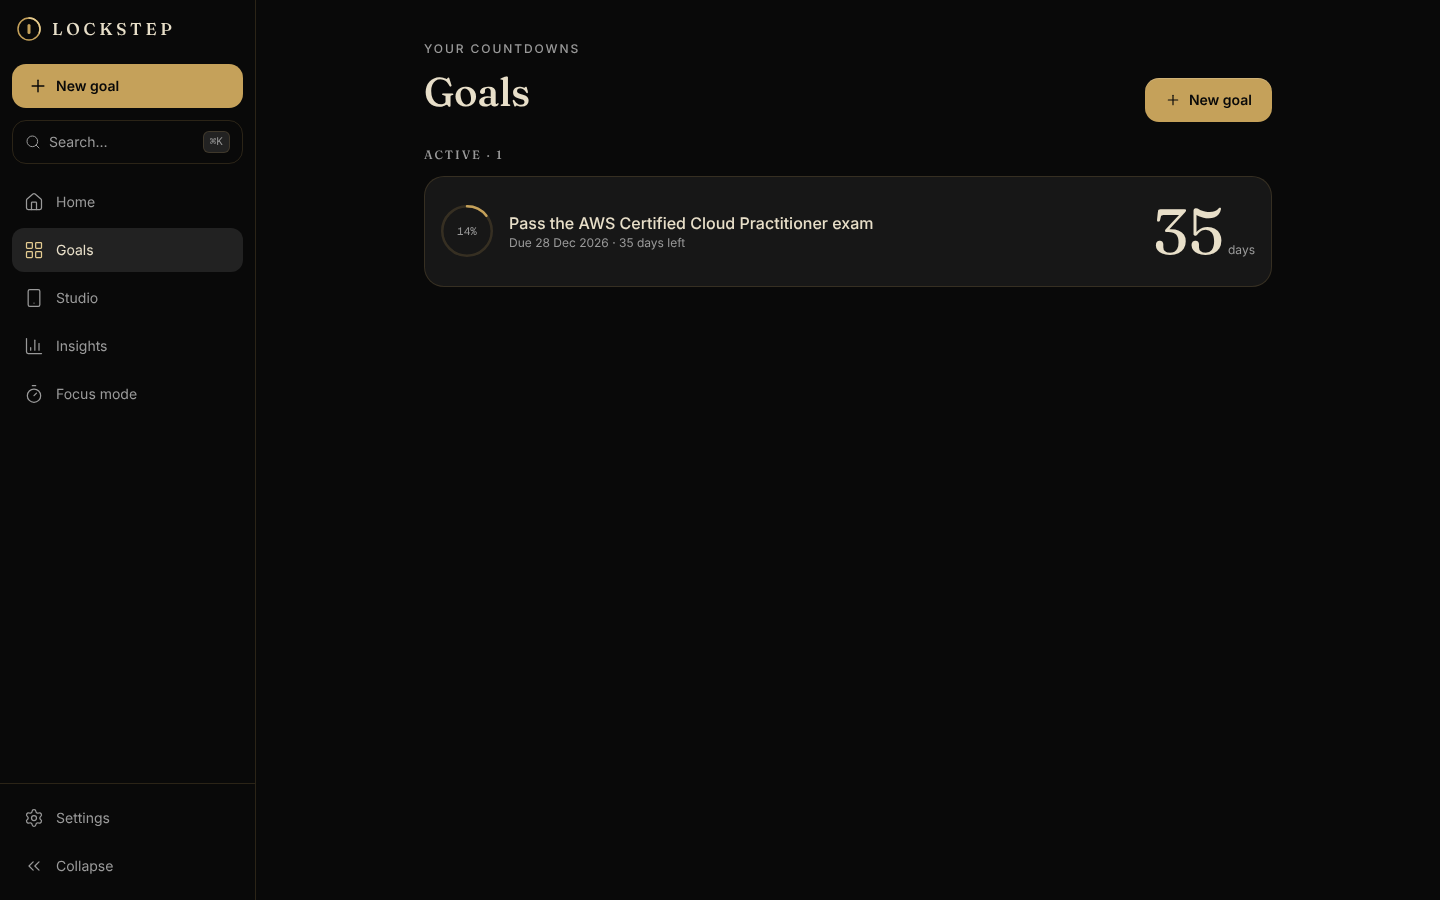 LOCKSTEP
New goal
Search...
⌘K
Home
Goals
Studio
Insights
Focus mode
Settings
Collapse
YOUR COUNTDOWNS
Goals
New goal
ACTIVE · 1
14%
Pass the AWS Certified Cloud Practitioner exam
Due 28 Dec 2026 · 35 days left
35 days